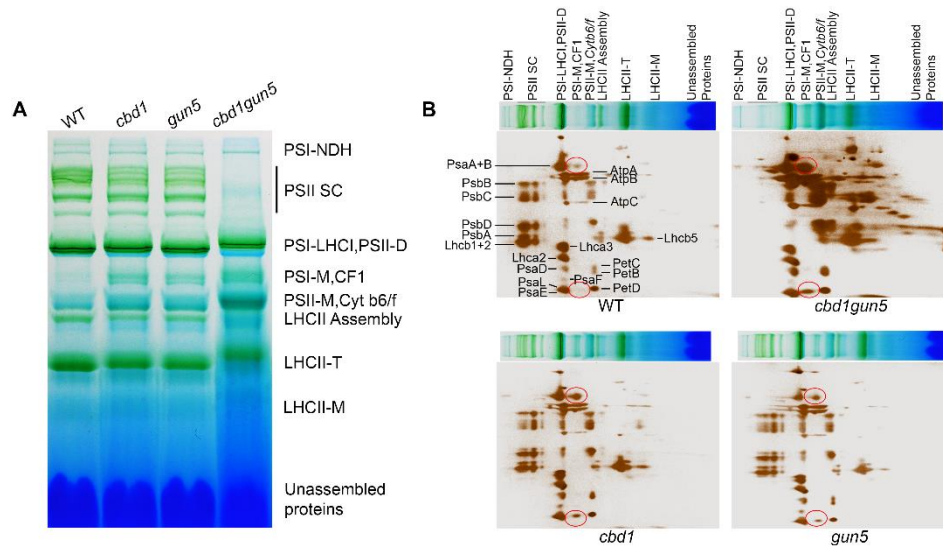 A
WT
cbd1
gun5
cbd1gun5
PSI-NDH
PSII SC
PSI-LHCI,PSII-D
PSI-M,CF1
PSII-M,Cyt b6/f
LHCII Assembly
LHCII-T
LHCII-M
Unassembled
proteins
B
PSI-NDH
PSII SC
PSI-LHCI,PSII-D
PSI-M,CF1
PSII-M,Cytb6/f
LHCII Assembly
LHCII-T
LHCII-M
Unassembled
Proteins
PSI-NDH
PSII SC
PSI-LHCI,PSII-D
PSI-M,CF1
PSII-M,Cytb6/f
LHCII Assembly
LHCII-T
LHCII-M
Unassembled
Proteins
PsaA+B
AtpA
AtpB
PsbB
PsbC
AtpC
PsbD
PsbA
Lhcb1+2
Lhcb5
Lhca3
Lhca2
PsaD
PetC
PetB
PsaF
PsaL
PsaE
PetD
WT
cbd1gun5
cbd1
gun5